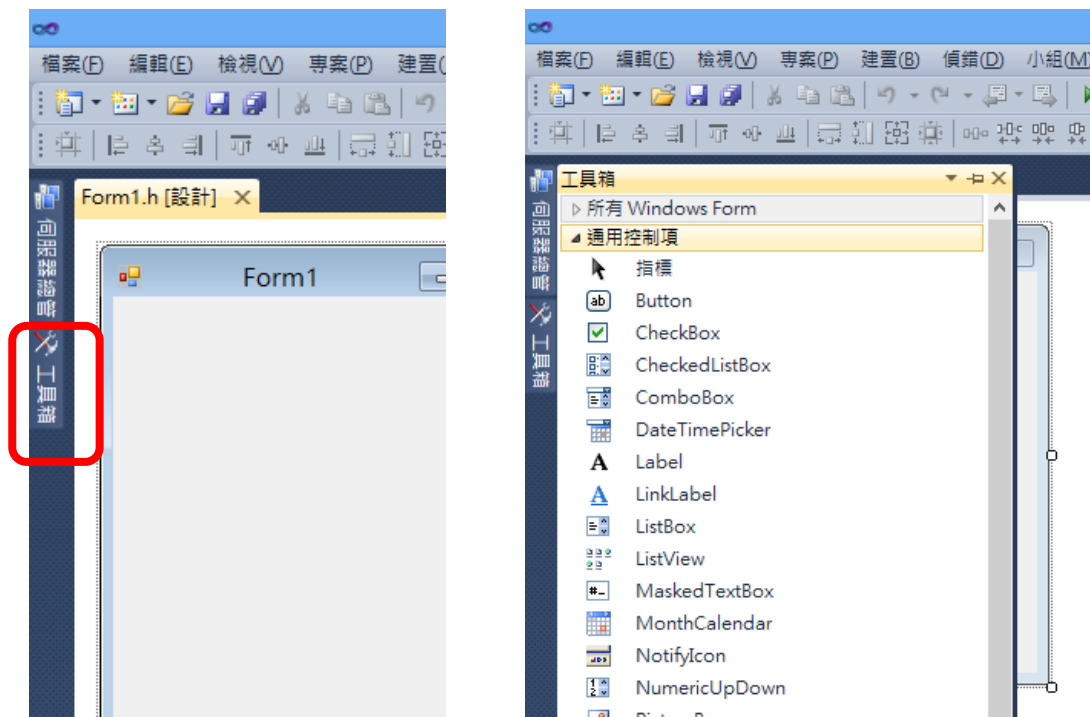 檔案(F) 編輯(E) 檢視(V) 專案(P) 建置(
Form1.h [設計]
伺服器總管
工具箱
Form1
檔案(F) 編輯(E) 檢視(V) 專案(P) 建置(B) 偵錯(D) 小組(M)
伺服器總管
工具箱
工具箱
所有 Windows Form
通用控制項
指標
Button
CheckBox
CheckedListBox
ComboBox
DateTimePicker
Label
LinkLabel
ListBox
ListView
MaskedTextBox
MonthCalendar
NotifyIcon
NumericUpDown